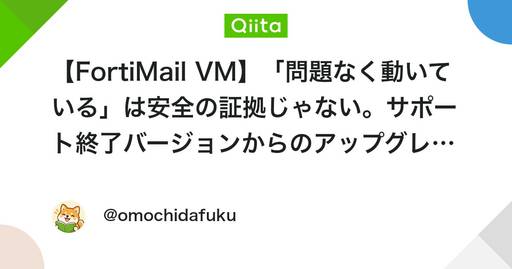 Qiita
【FortiMail VM】「問題なく動いて
いる」は安全の証拠じゃない。サポー
ト終了バージョンからのアップグレ…
@omochidafuku